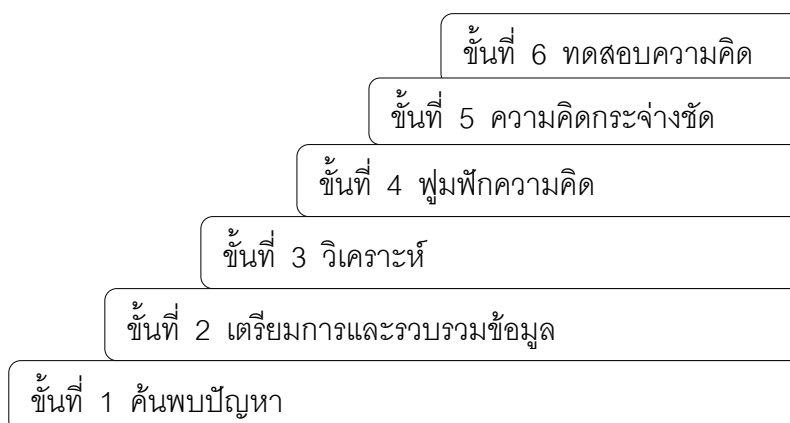 ขั้นที่ 6 ทดสอบความคิด
ขั้นที่ 5 ความคิดกระจ่างชัด
ขั้นที่ 4 ฟูมฟักความคิด
ขั้นที่ 3 วิเคราะห์
ขั้นที่ 2 เตรียมการและรวบรวมข้อมูล
ขั้นที่ 1 ค้นพบปัญหา